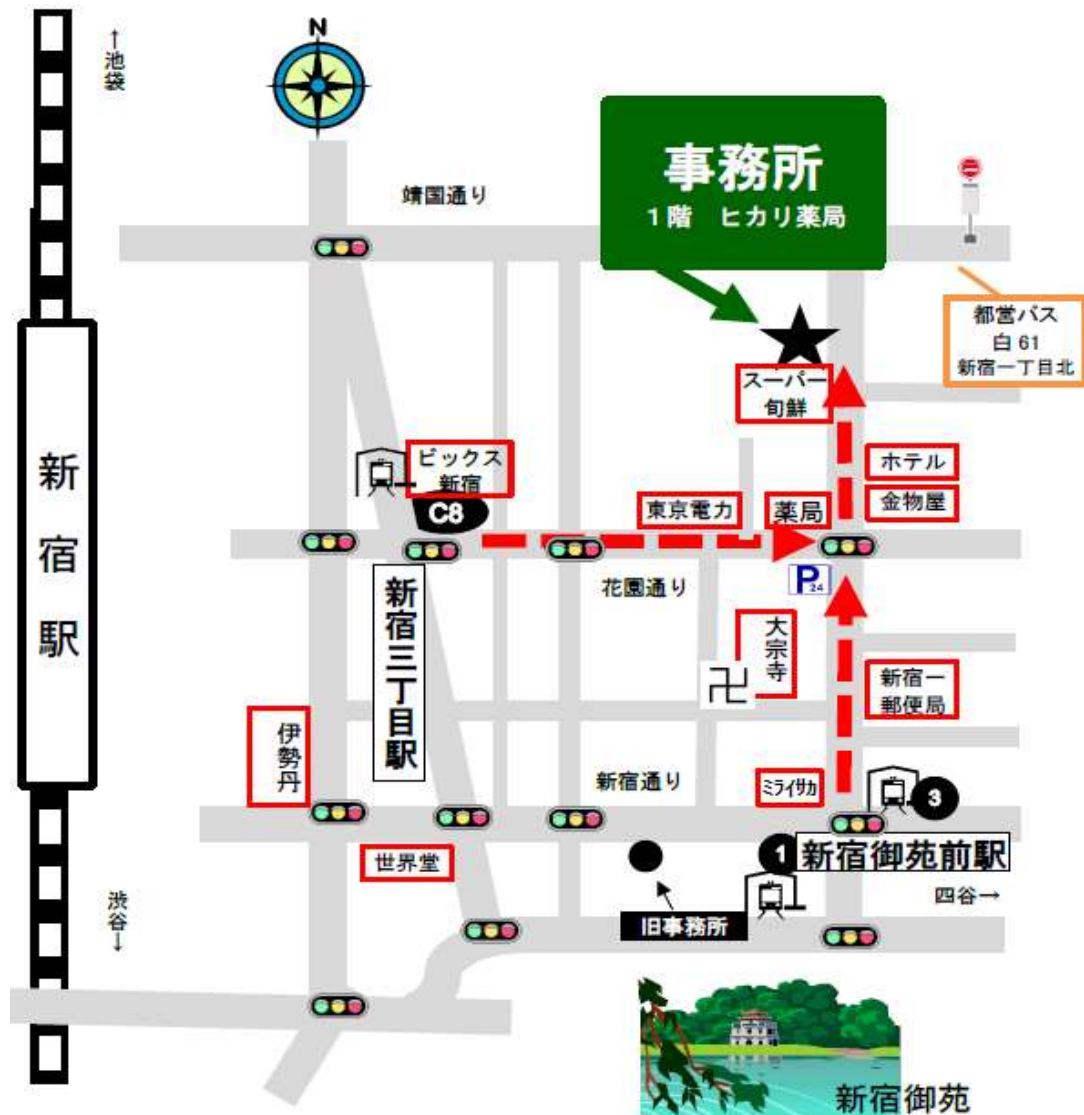 N
↑池袋
事務所
1階 ヒカリ薬局
靖国通り
都営バス
白 61
新宿一丁目北
スーパー
旬鮮
新宿駅
ビックス
新宿
C8
ホテル
東京電力
薬局
金物屋
P24
花園通り
新宿三丁目駅
大宗寺
卍
新宿一
郵便局
伊勢丹
新宿通り
ミライザカ
3
世界堂
1
新宿御苑前駅
渋谷↓
四谷→
旧事務所
新宿御苑